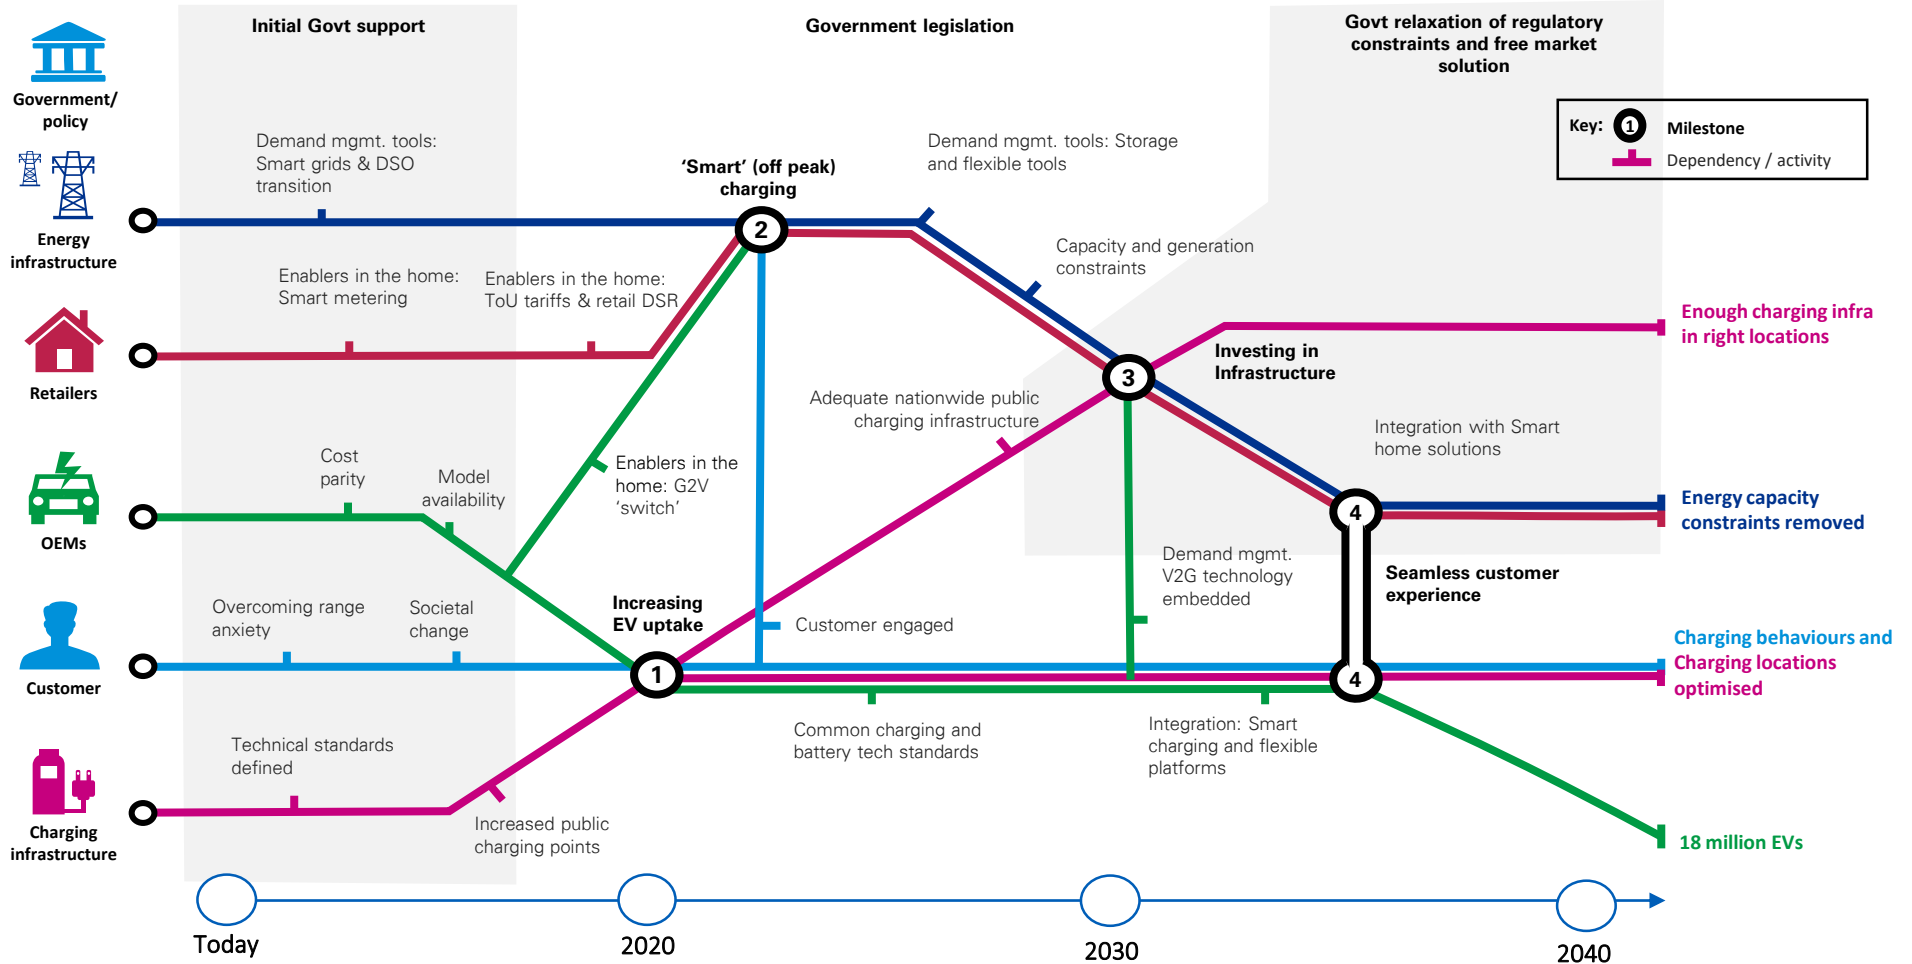 Initial Govt support
Government legislation
Govt relaxation of regulatory
constraints and free market
solution
Government/
policy
Key:
1
Milestone
Dependency / activity
Demand mgmt. tools:
Smart grids & DSO
transition
'Smart' (off peak)
charging
Demand mgmt. tools: Storage
and flexible tools
2
Energy
infrastructure
Capacity and generation
constraints
Enablers in the home:
Smart metering
Enablers in the home:
ToU tariffs & retail DSR
Enough charging infra
in right locations
Retailers
Investing in
Infrastructure
3
Adequate nationwide public
charging infrastructure
Integration with Smart
home solutions
Cost
parity
Model
availability
Enablers in the
home: G2V
'switch'
4
Energy capacity
constraints removed
OEMs
Demand mgmt.
V2G technology
embedded
Seamless customer
experience
Overcoming range
anxiety
Societal
change
Increasing
EV uptake
Customer engaged
Charging behaviours and
Charging locations
optimised
1
4
Customer
Common charging and
battery tech standards
Integration: Smart
charging and flexible
platforms
Technical standards
defined
Increased public
charging points
Charging
infrastructure
18 million EVs
Today
2020
2030
2040